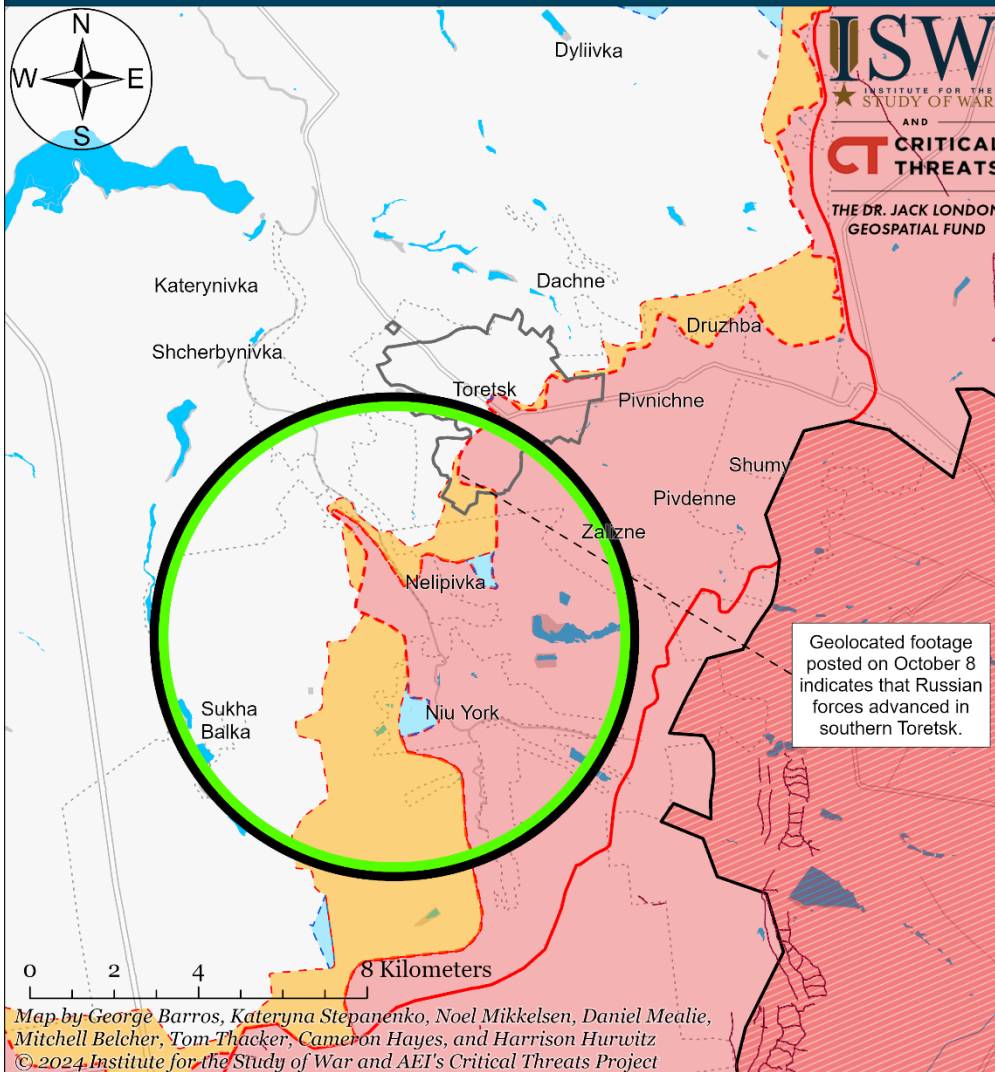 N
W E
S
Dyliivka
ISW
INSTITUTE FOR THE
STUDY OF WAR
AND
CT CRITICAL
THREATS
THE DR. JACK LONDON
GEOSPATIAL FUND
Katerynivka
Dachne
Druzhba
Shcherbynivka
Toretsk
Pivnichne
Shumy
Pivdenne
Zalizne
Nelipivka
Geolocated footage
posted on October 8
indicates that Russian
forces advanced in
southern Toretsk.
Sukha
Balka
Niu York
0 2 4 8 Kilometers
Map by George Barros, Kateryna Stepanenko, Noel Mikkelsen, Daniel Mealie,
Mitchell Belcher, Tom Thacker, Cameron Hayes, and Harrison Hurwitz
© 2024 Institute for the Study of War and AEI's Critical Threats Project